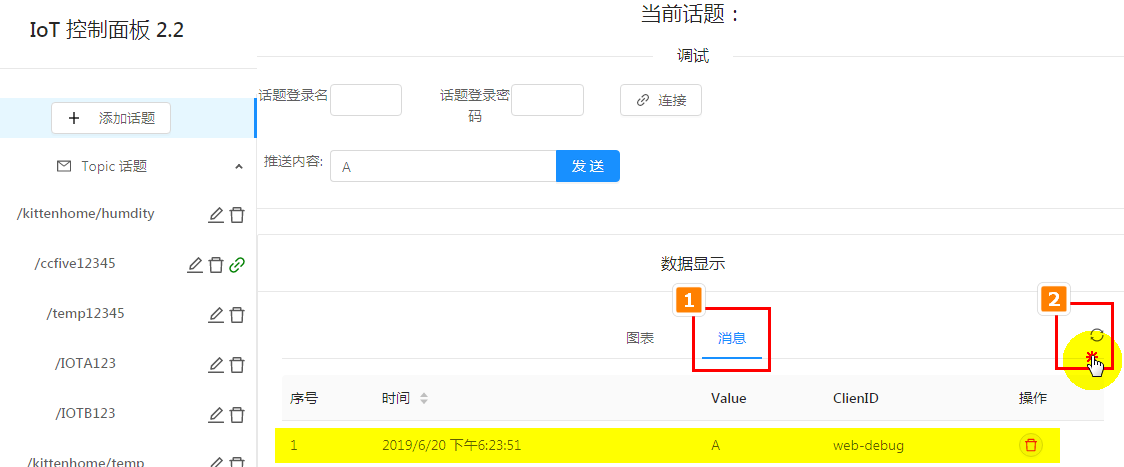 IoT 控制面板 2.2
添加话题
Topic 话题
/kittenhome/humdity
/ccfive12345
/temp12345
/IOTA123
/IOTB123
/kittenhome/temp
当前话题：
调试
话题登录名
话题登录密
码
连接
推送内容:
A
发 送
数据显示
1
2
图表
消息
序号 时间 Value ClienID 操作
1 2019/6/20 下午6:23:51 A web-debug